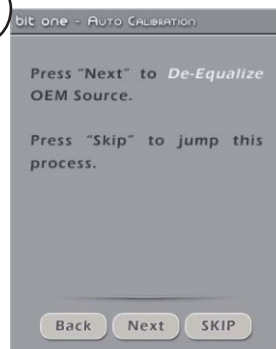 bit one - Auto Calibration
Press "Next" to De-Equalize
OEM Source.
Press "Skip" to jump this
process.
Back Next SKIP